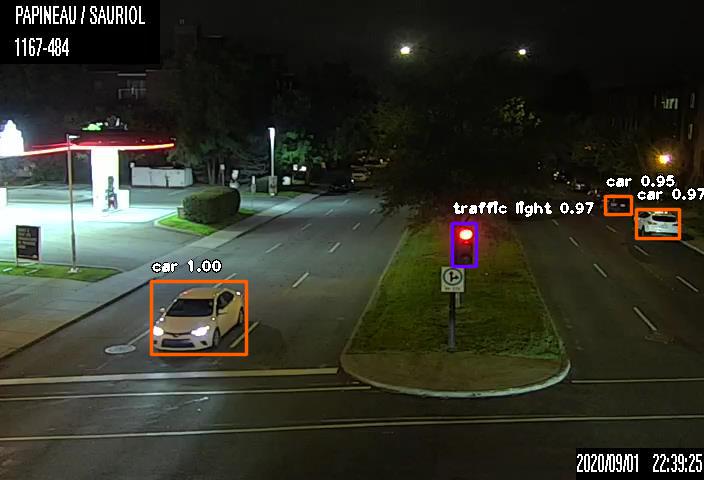 PAPINEAU / SAURIOL
1167-484
car 0.95
car 0.97
traffic light 0.97
car 1.00
2020/09/01 22:39:25